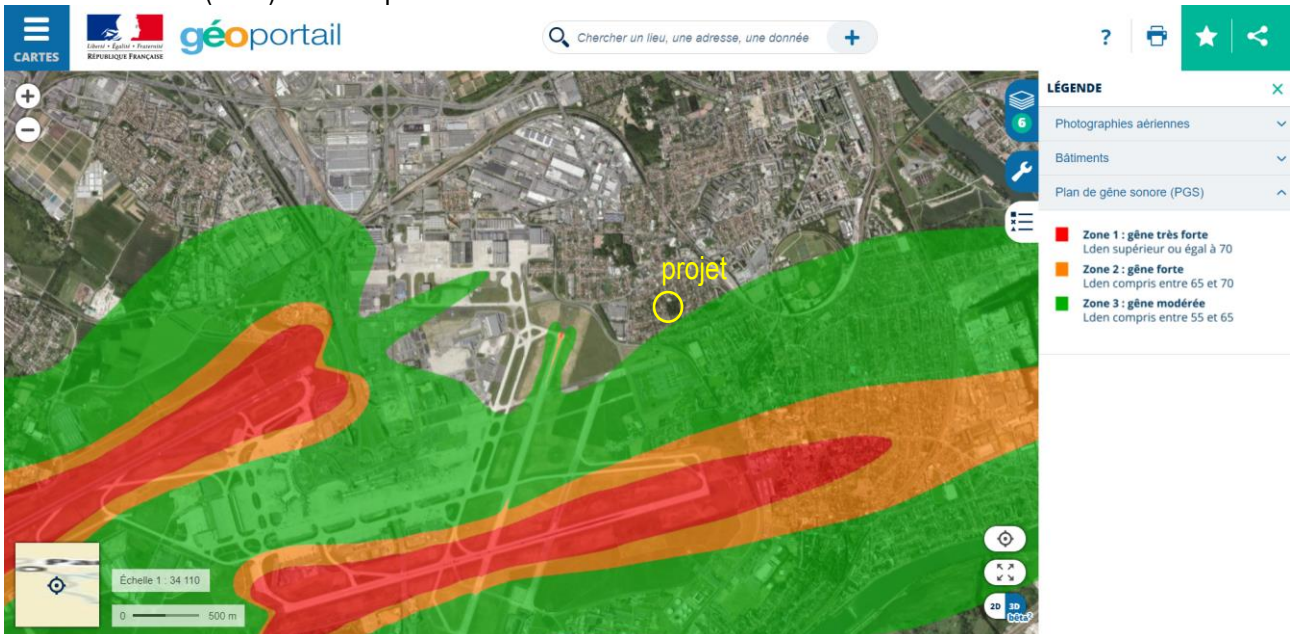 CARTES
Liberté • Égalité • Fraternité
RÉPUBLIQUE FRANÇAISE
géoportail
Chercher un lieu, une adresse, une donnée
+
?
+
−
6
projet
LÉGENDE
×
Photographies aériennes
Bâtiments
Plan de gêne sonore (PGS)
Zone 1 : gêne très forte
Lden supérieur ou égal à 70
Zone 2 : gêne forte
Lden compris entre 65 et 70
Zone 3 : gêne modérée
Lden compris entre 55 et 65
Échelle 1 : 34 110
0 500 m
2D 3D
bêta